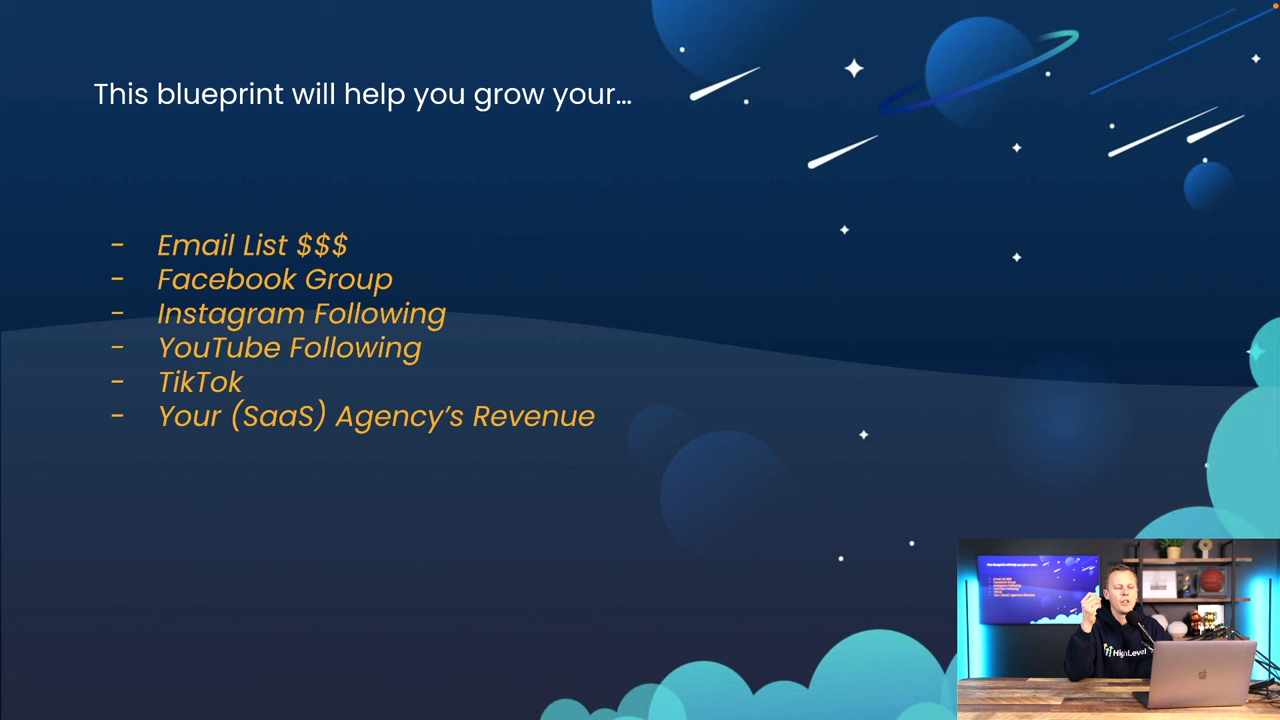 This blueprint will help you grow your...
- Email List $$$
- Facebook Group
- Instagram Following
- YouTube Following
- TikTok
- Your (SaaS) Agency's Revenue
HighLevel